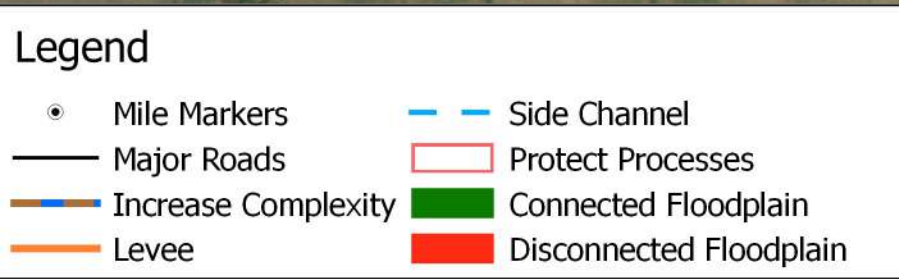 Legend
Mile Markers
Major Roads
Increase Complexity
Levee
Side Channel
Protect Processes
Connected Floodplain
Disconnected Floodplain